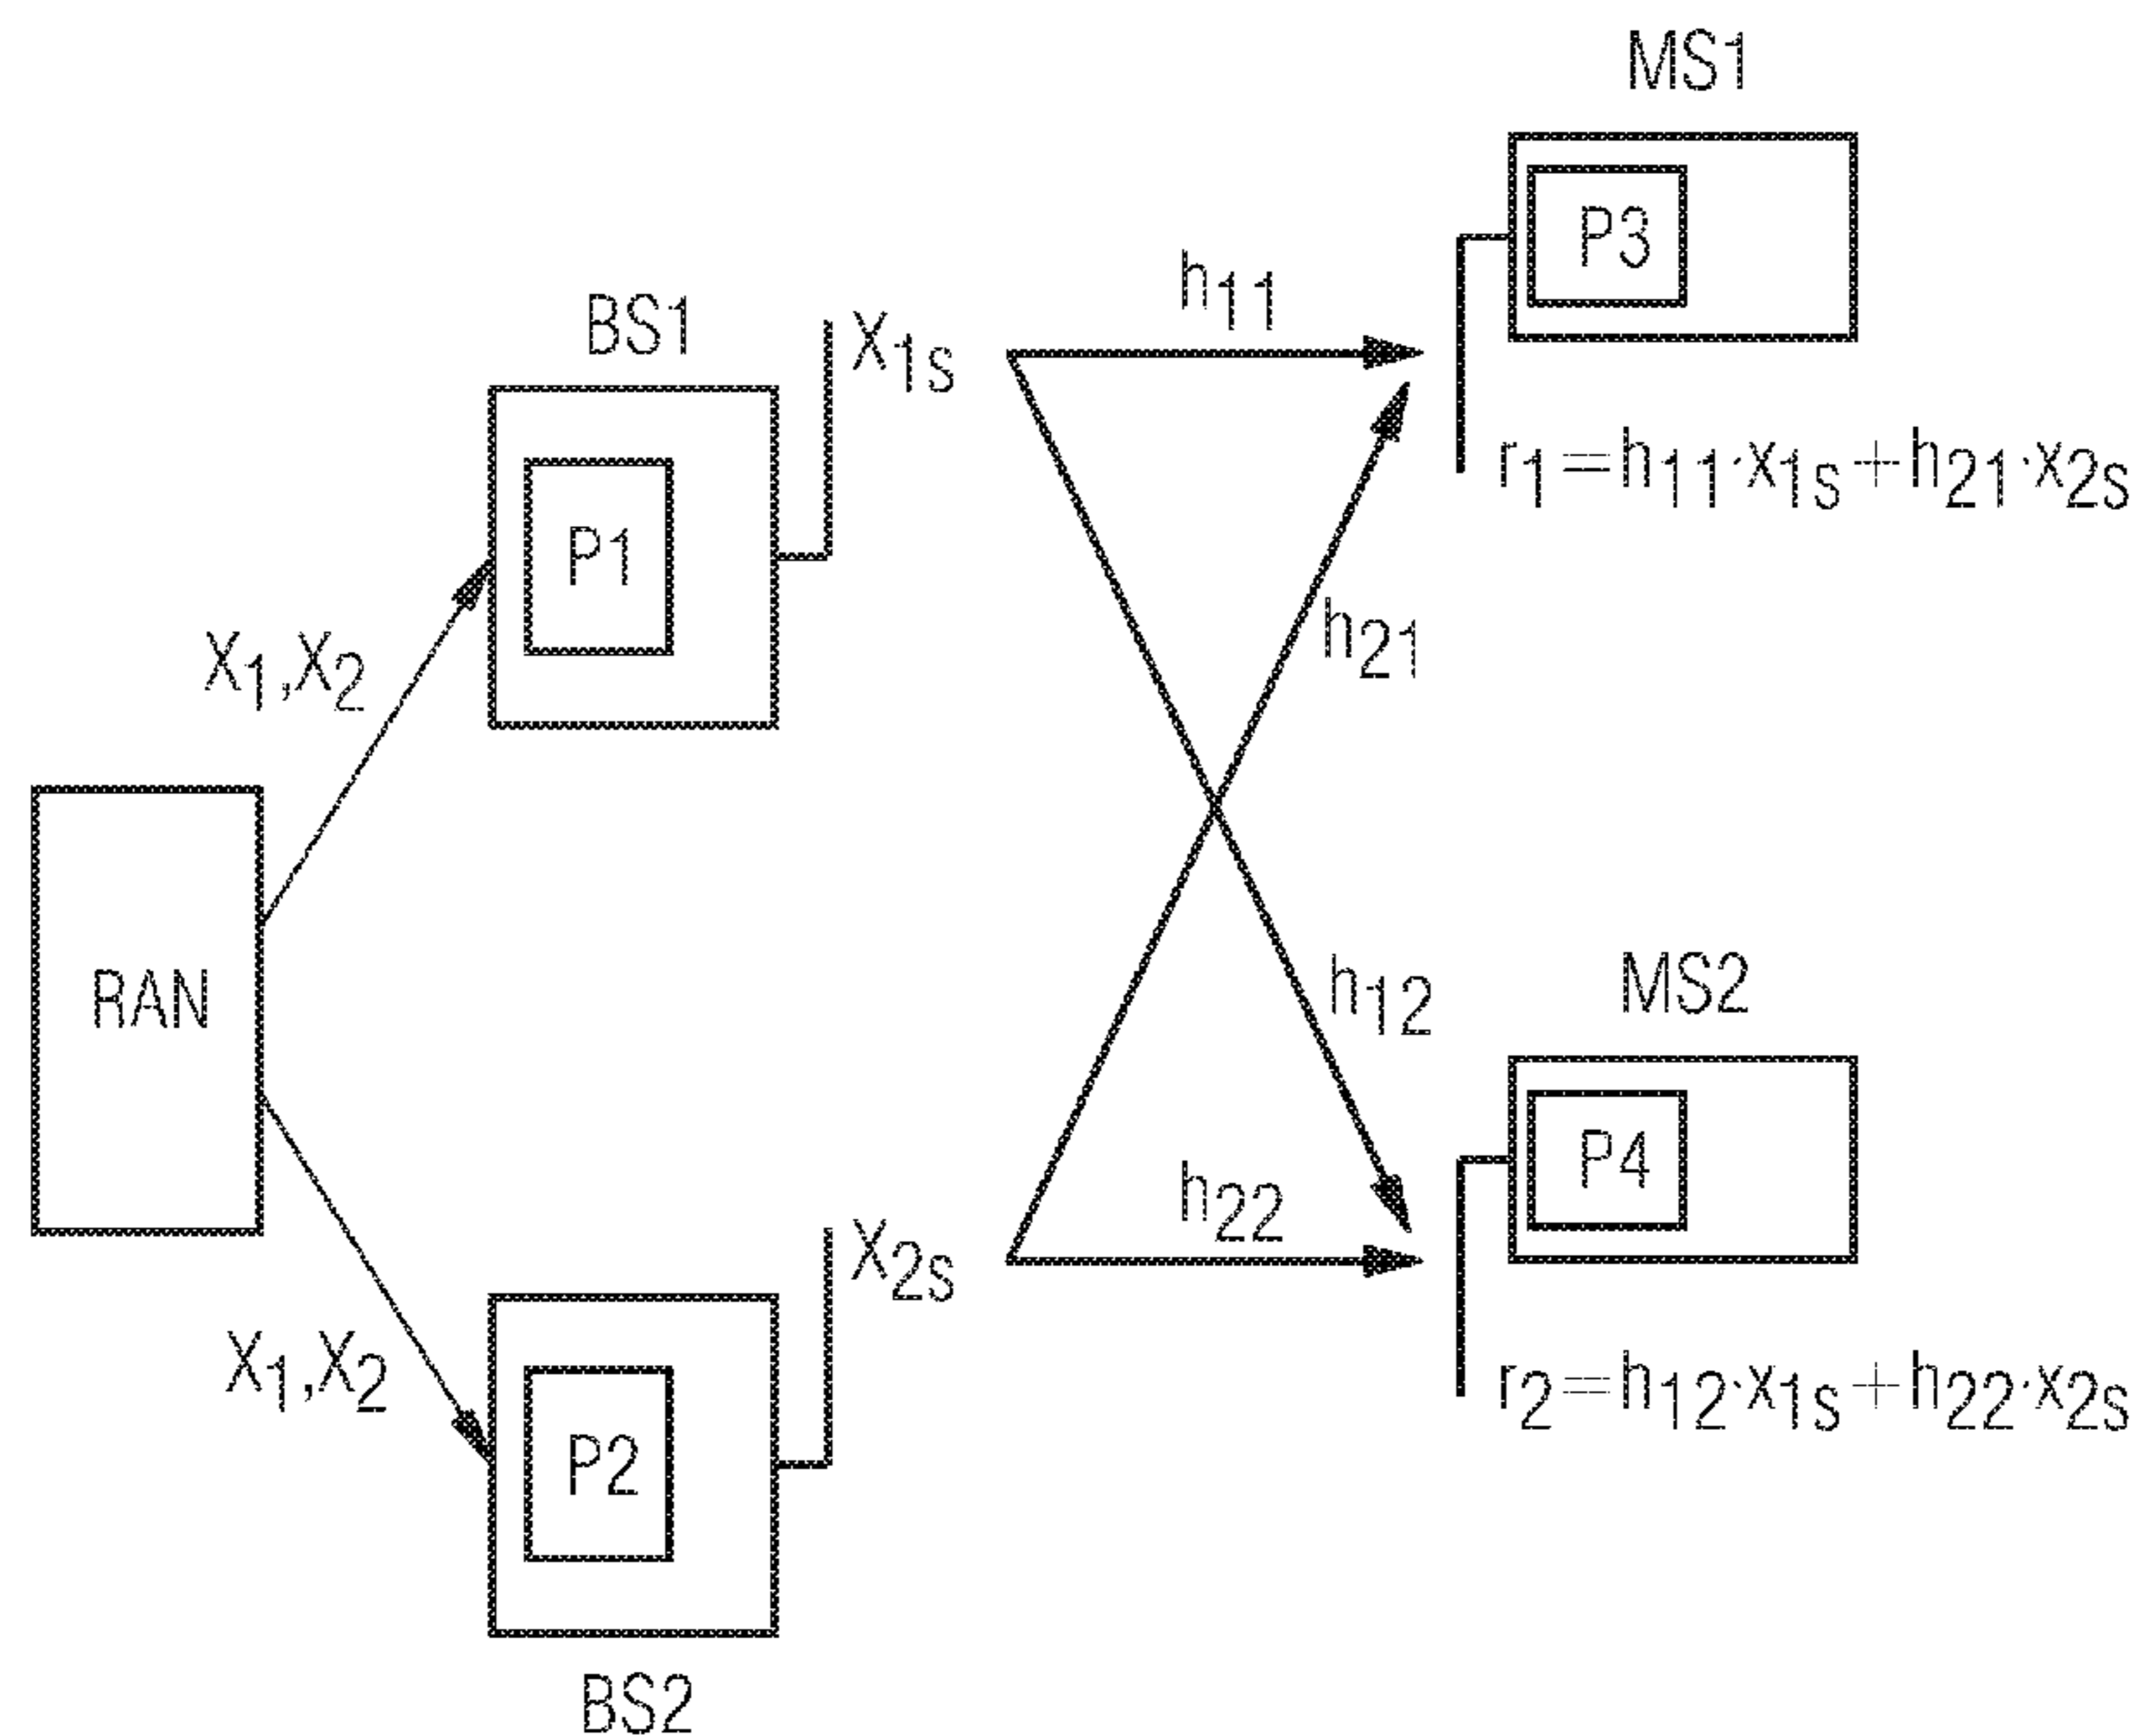 MS1
P3
h11
BS1
X1s
r1=h11·x1s+h21·x2s
P1
h21
X1,X2
RAN
h12
MS2
P4
h22
X2s
X1,X2
r2=h12·x1s+h22·x2s
P2
BS2